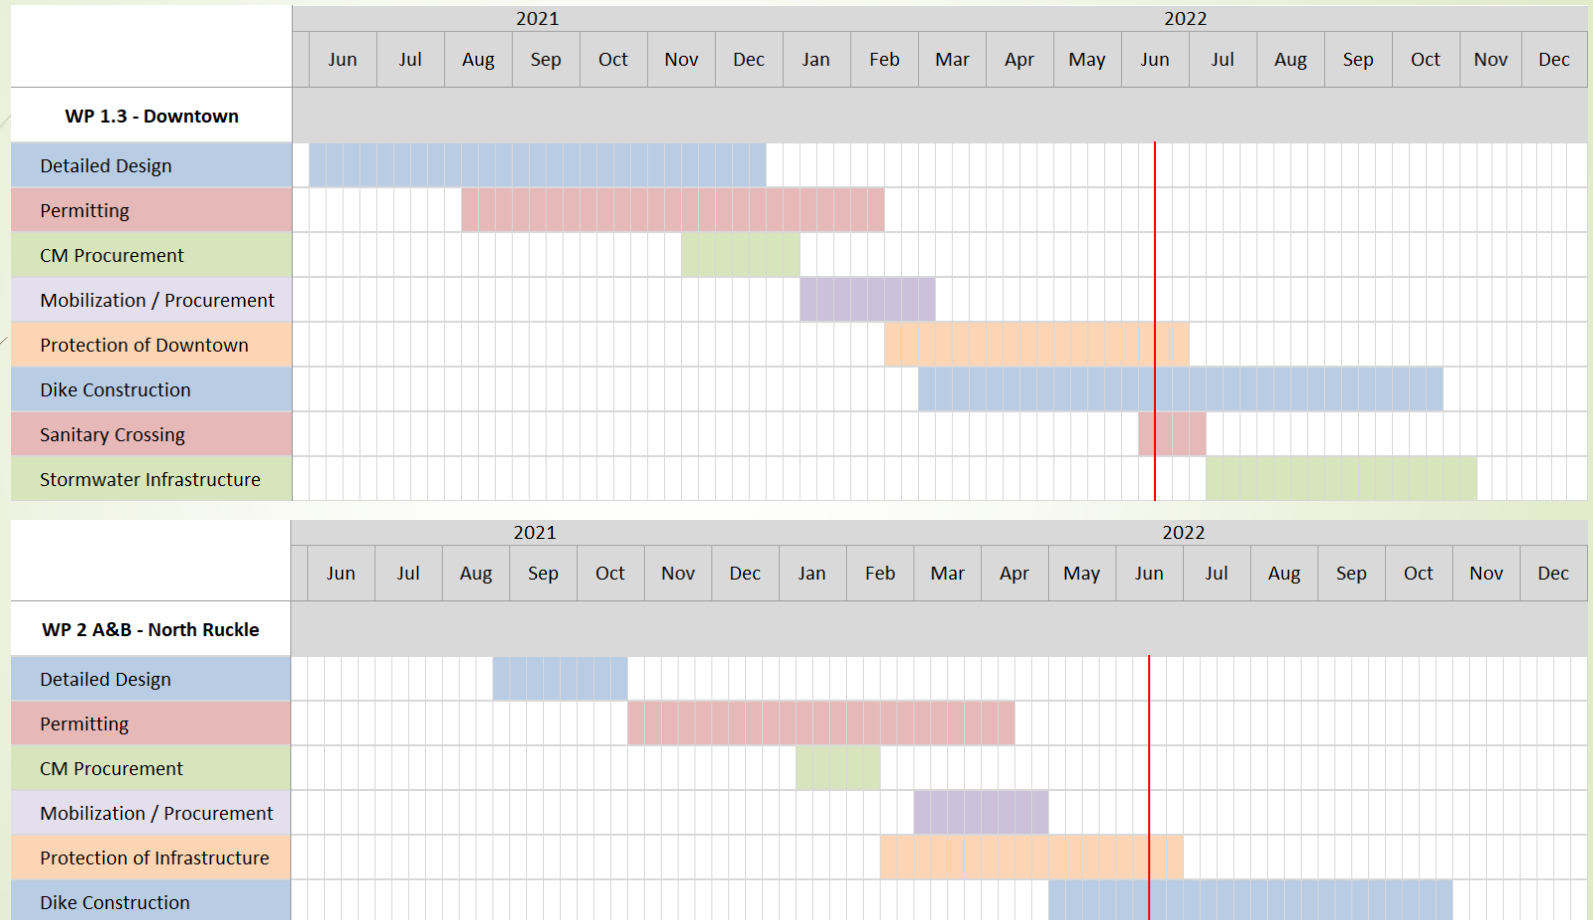 2021 2022
Jun Jul Aug Sep Oct Nov Dec Jan Feb Mar Apr May Jun Jul Aug Sep Oct Nov Dec
WP 1.3 - Downtown
Detailed Design
Permitting
CM Procurement
Mobilization / Procurement
Protection of Downtown
Dike Construction
Sanitary Crossing
Stormwater Infrastructure
2021 2022
Jun Jul Aug Sep Oct Nov Dec Jan Feb Mar Apr May Jun Jul Aug Sep Oct Nov Dec
WP 2 A&B - North Ruckle
Detailed Design
Permitting
CM Procurement
Mobilization / Procurement
Protection of Infrastructure
Dike Construction